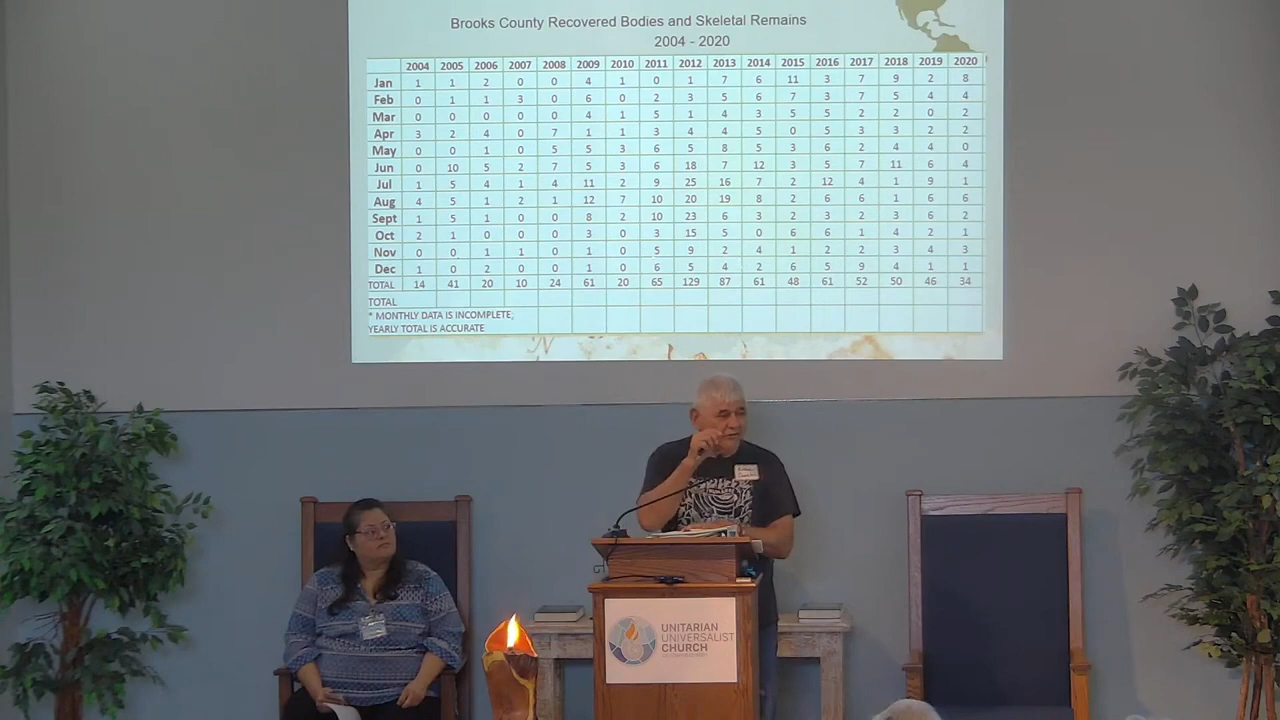 Brooks County Recovered Bodies and Skeletal Remains
2004 - 2020
2004 2005 2006 2007 2008 2009 2010 2011 2012 2013 2014 2015 2016 2017 2018 2019 2020
Jan 1 1 2 0 0 4 1 0 1 7 6 11 3 7 9 2 8
Feb 0 1 1 3 0 6 0 2 3 5 6 7 3 7 5 4 4
Mar 0 0 0 0 0 4 1 5 1 4 3 5 5 2 2 0 2
Apr 3 2 4 0 7 1 1 3 4 4 5 0 5 3 3 2 2
May 0 0 1 0 5 5 3 6 5 8 5 3 6 2 4 4 0
Jun 0 10 5 2 7 5 3 6 18 7 12 3 5 7 11 6 4
Jul 1 5 4 1 4 11 2 9 25 16 7 2 12 4 1 9 1
Aug 4 5 1 2 1 12 7 10 20 19 8 2 6 6 1 6 6
Sept 1 5 1 0 0 8 2 10 23 6 3 2 3 2 3 6 2
Oct 2 1 0 0 0 3 0 3 15 5 0 6 6 1 4 2 1
Nov 0 0 1 1 0 1 0 5 9 2 4 1 2 2 3 4 3
Dec 1 0 2 0 0 1 0 6 5 4 2 6 5 9 4 1 1
TOTAL 14 41 20 10 24 61 20 65 129 87 61 48 61 52 50 46 34
TOTAL
* MONTHLY DATA IS INCOMPLETE;
YEARLY TOTAL IS ACCURATE
UNITARIAN
UNIVERSALIST
CHURCH